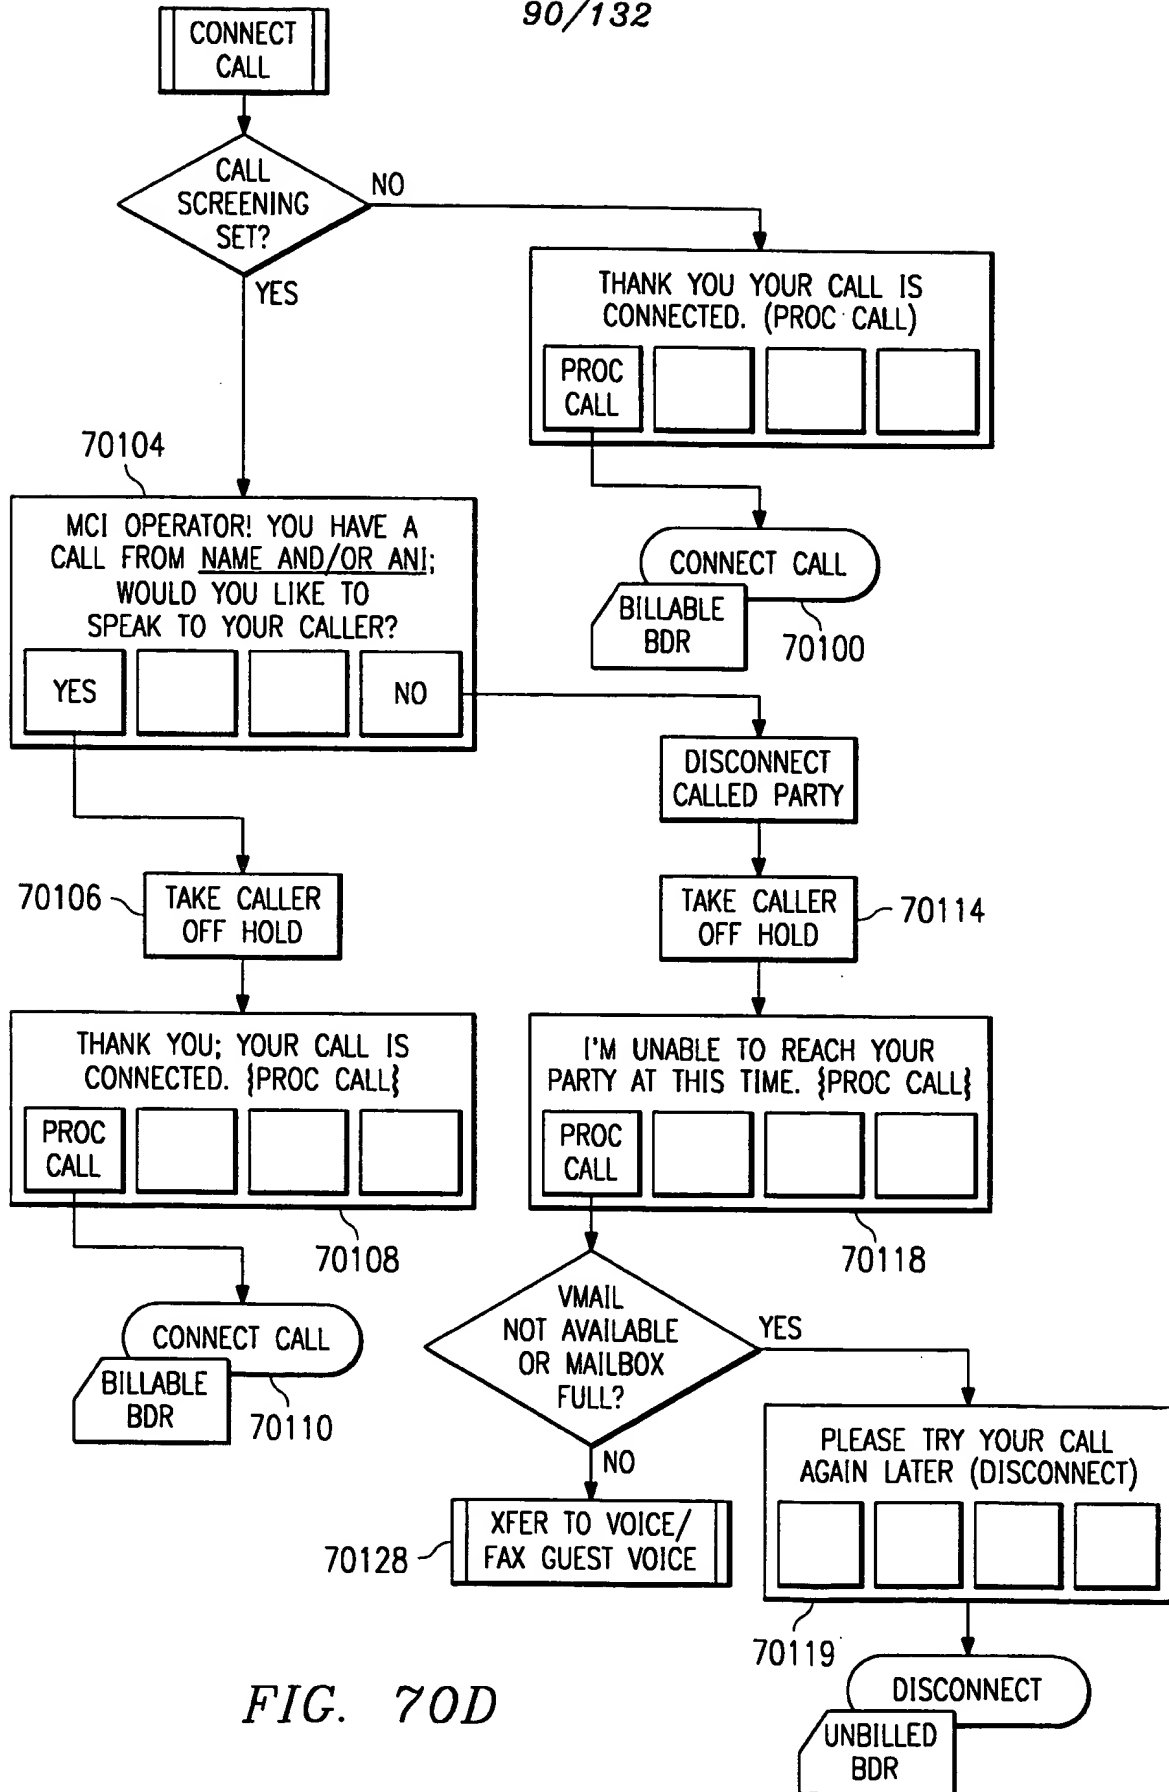 90/132
CONNECT
CALL
CALL
SCREENING
SET?
NO
YES
THANK YOU YOUR CALL IS
CONNECTED. (PROC CALL)
PROC
CALL
CONNECT CALL
BILLABLE
BDR
70100
70104
MCI OPERATOR! YOU HAVE A
CALL FROM NAME AND/OR ANI;
WOULD YOU LIKE TO
SPEAK TO YOUR CALLER?
YES
NO
DISCONNECT
CALLED PARTY
70106
TAKE CALLER
OFF HOLD
TAKE CALLER
OFF HOLD
70114
THANK YOU; YOUR CALL IS
CONNECTED. {PROC CALL}
PROC
CALL
70108
I'M UNABLE TO REACH YOUR
PARTY AT THIS TIME. {PROC CALL}
PROC
CALL
70118
CONNECT CALL
BILLABLE
BDR
70110
VMAIL
NOT AVAILABLE
OR MAILBOX
FULL?
YES
NO
XFER TO VOICE/
FAX GUEST VOICE
70128
PLEASE TRY YOUR CALL
AGAIN LATER (DISCONNECT)
70119
DISCONNECT
UNBILLED
BDR
FIG. 70D